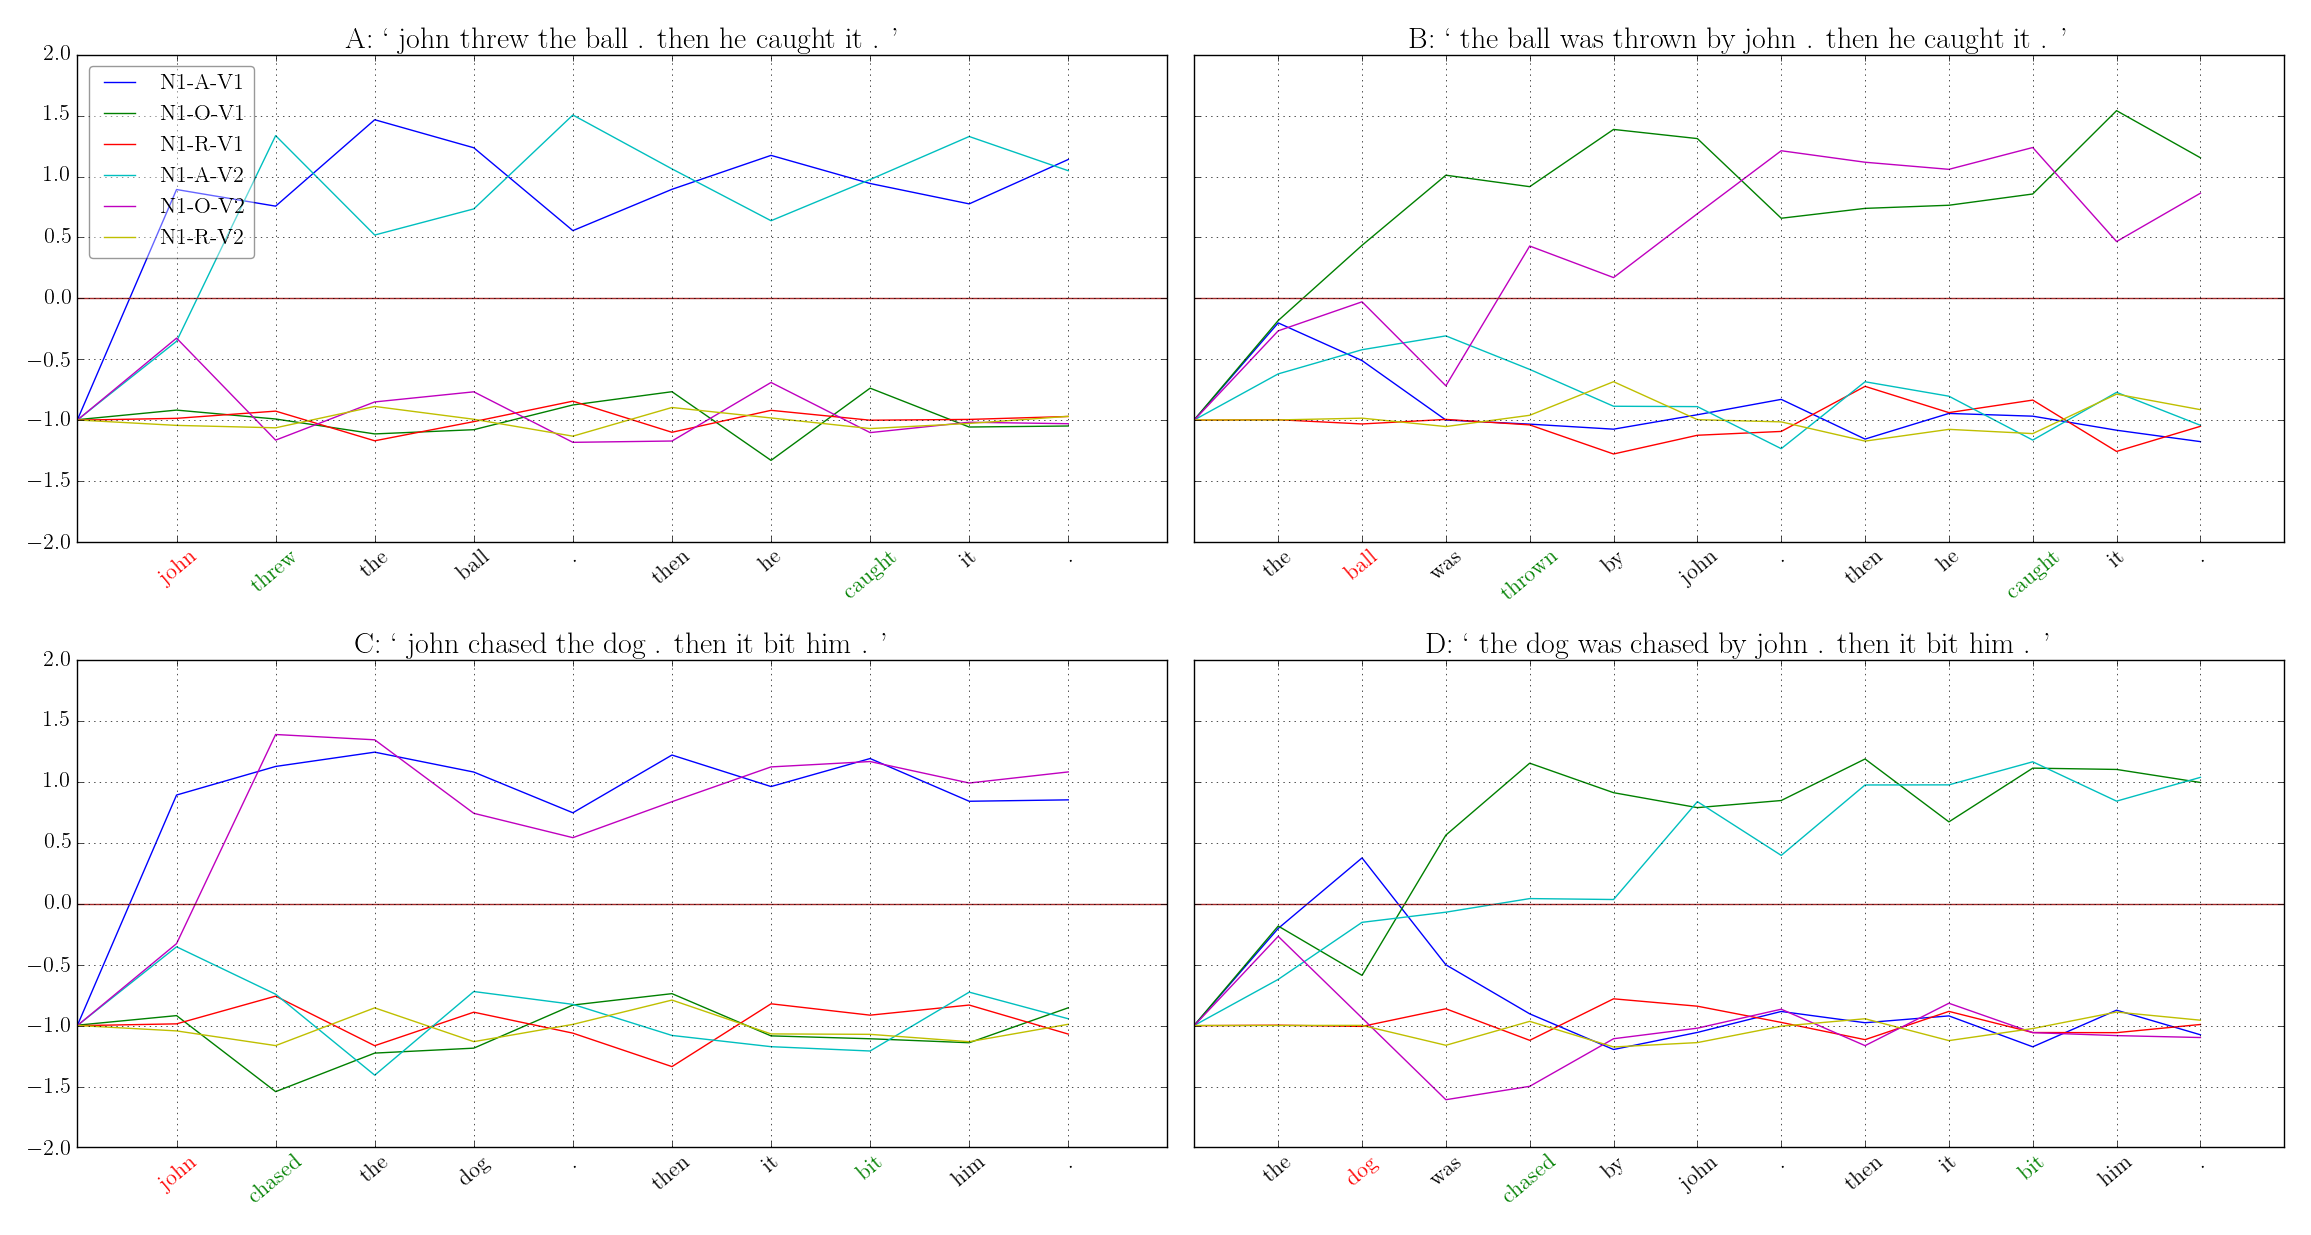 A: ‘ john threw the ball . then he caught it . ’
2.0
1.5
1.0
0.5
0.0
−0.5
−1.0
−1.5
−2.0
N1-A-V1
N1-O-V1
N1-R-V1
N1-A-V2
N1-O-V2
N1-R-V2
john threw the ball . then he caught it .
B: ‘ the ball was thrown by john . then he caught it . ’
the ball was thrown by john . then he caught it .
C: ‘ john chased the dog . then it bit him . ’
2.0
1.5
1.0
0.5
0.0
−0.5
−1.0
−1.5
−2.0
john chased the dog . then it bit him .
D: ‘ the dog was chased by john . then it bit him . ’
the dog was chased by john . then it bit him .